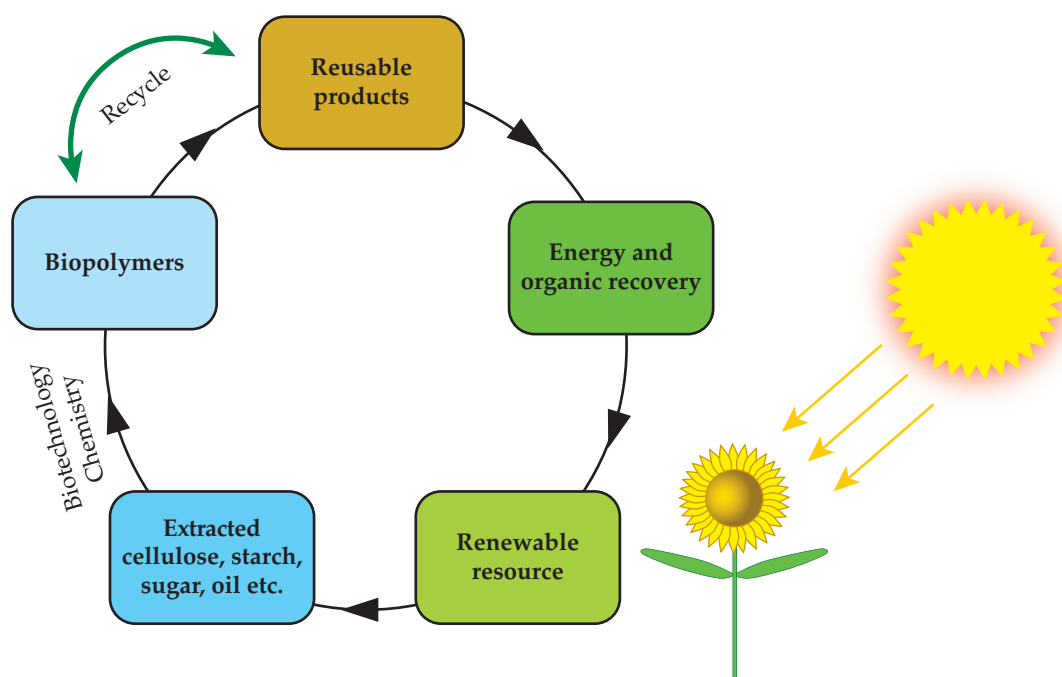 Recycle
Reusable
products
Biopolymers
Energy and
organic recovery
Biotechnology
Chemistry
Extracted
cellulose, starch,
sugar, oil etc.
Renewable
resource